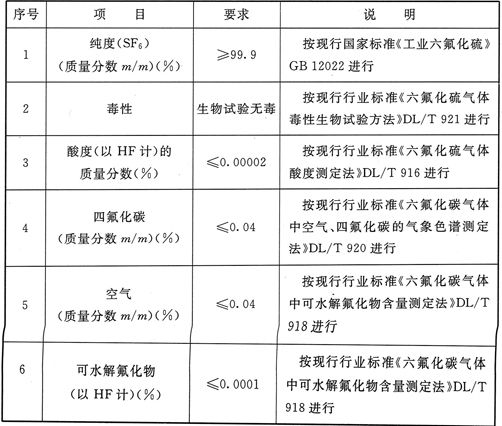 序号 项 目 要求 说 明
1 纯度(SF₆) ≥99.9 按现行国家标准《工业六氟化硫》
(质量分数 m/m)(%) GB 12022 进行
2 毒性 生物试验无毒 按现行行业标准《六氟化硫气体
毒性生物试验方法》DL/T 921 进行
3 酸度(以 HF 计)的 ≤0.00002 按现行行业标准《六氟化硫气体
质量分数(%) 酸度测定法》DL/T 916 进行
4 四氟化碳 ≤0.04 按现行行业标准《六氟化碳气体
(质量分数 m/m)(%) 中空气、四氟化碳的气象色谱测定
法》DL/T 920 进行
5 空气 ≤0.04 按现行行业标准《六氟化碳气体
(质量分数 m/m)(%) 中可水解氟化物含量测定法》DL/T
918 进行
6 可水解氟化物 ≤0.0001 按现行行业标准《六氟化碳气体
(以 HF 计)(%) 中可水解氟化物含量测定法》DL/T
918 进行